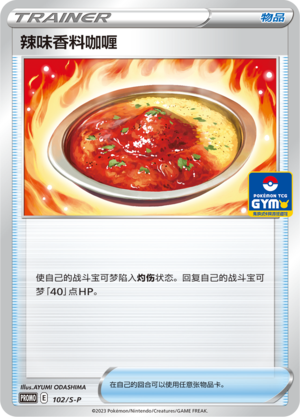 TRAINER
物品
辣味香料咖喱
POKÉMON TCG
GYM
使自己的战斗宝可梦陷入灼伤状态。回复自己的战斗宝可
梦「40」点HP。
Illus.AYUMI ODASHIMA
PROMO E 102/S-P
在自己的回合可以使用任意张物品卡。
©2023 Pokémon/Nintendo/Creatures/GAME FREAK.